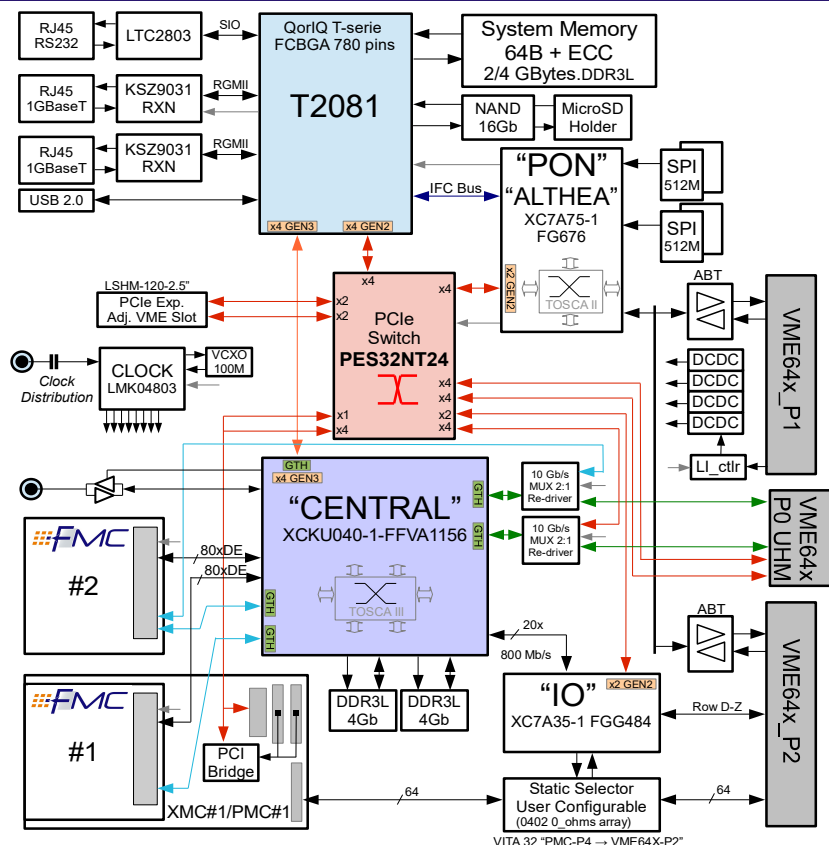 RJ45
RS232
LTC2803
SIO
QorIQ T-serie
FCBGA 780 pins
T2081
System Memory
64B + ECC
2/4 GBytes.DDR3L
RJ45
1GBaseT
KSZ9031
RXN
RGMII
NAND
16Gb
MicroSD
Holder
RJ45
1GBaseT
KSZ9031
RXN
RGMII
USB 2.0
IFC Bus
“PON”
“ALTHEA”
XC7A75-1
FG676
SPI
512M
SPI
512M
x4 GEN3
x4 GEN2
x2 GEN2
TOSCA II
LSHM-120-2.5”
PCIe Exp.
Adj. VME Slot
x4
x2
x2
x4
PCIe
Switch
PES32NT24
x4
x4
x2
x4
x1
x4
ABT
VME64x_P1
DCDC
DCDC
DCDC
DCDC
LI_ctlr
Clock
Distribution
CLOCK
LMK04803
VCXO
100M
GTH
x4 GEN3
“CENTRAL”
XCKU040-1-FFVA1156
TOSCA III
GTH
GTH
GTH
GTH
10 Gb/s
MUX 2:1
Re-driver
10 Gb/s
MUX 2:1
Re-driver
VME64x
P0 UHM
FMC
#2
80xDE
80xDE
20x
800 Mb/s
ABT
VME64x_P2
DDR3L
4Gb
DDR3L
4Gb
x2 GEN2
“IO”
XC7A35-1 FGG484
Row D-Z
FMC
#1
PCI
Bridge
XMC#1/PMC#1
64
Static Selector
User Configurable
(0402 0_ohms array)
64
VITA 32 “PMC-P4 → VME64X-P2”